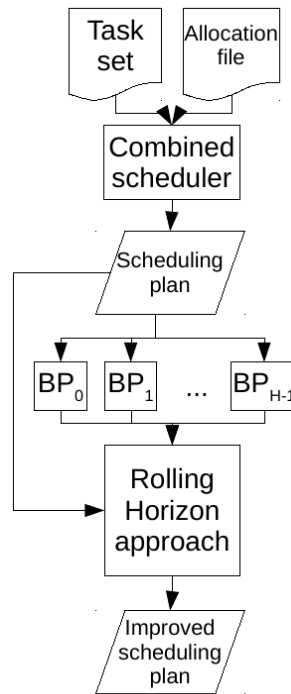 Task
set
Allocation
file
Combined
scheduler
Scheduling
plan
BP0 BP1 ... BPH-1
Rolling
Horizon
approach
Improved
scheduling
plan